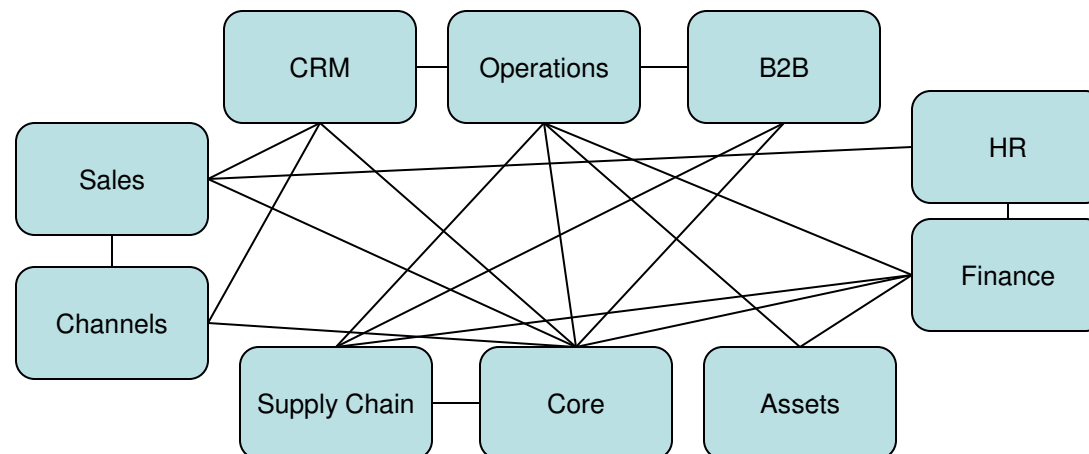 CRM
Operations
B2B
HR
Sales
Finance
Channels
Supply Chain
Core
Assets